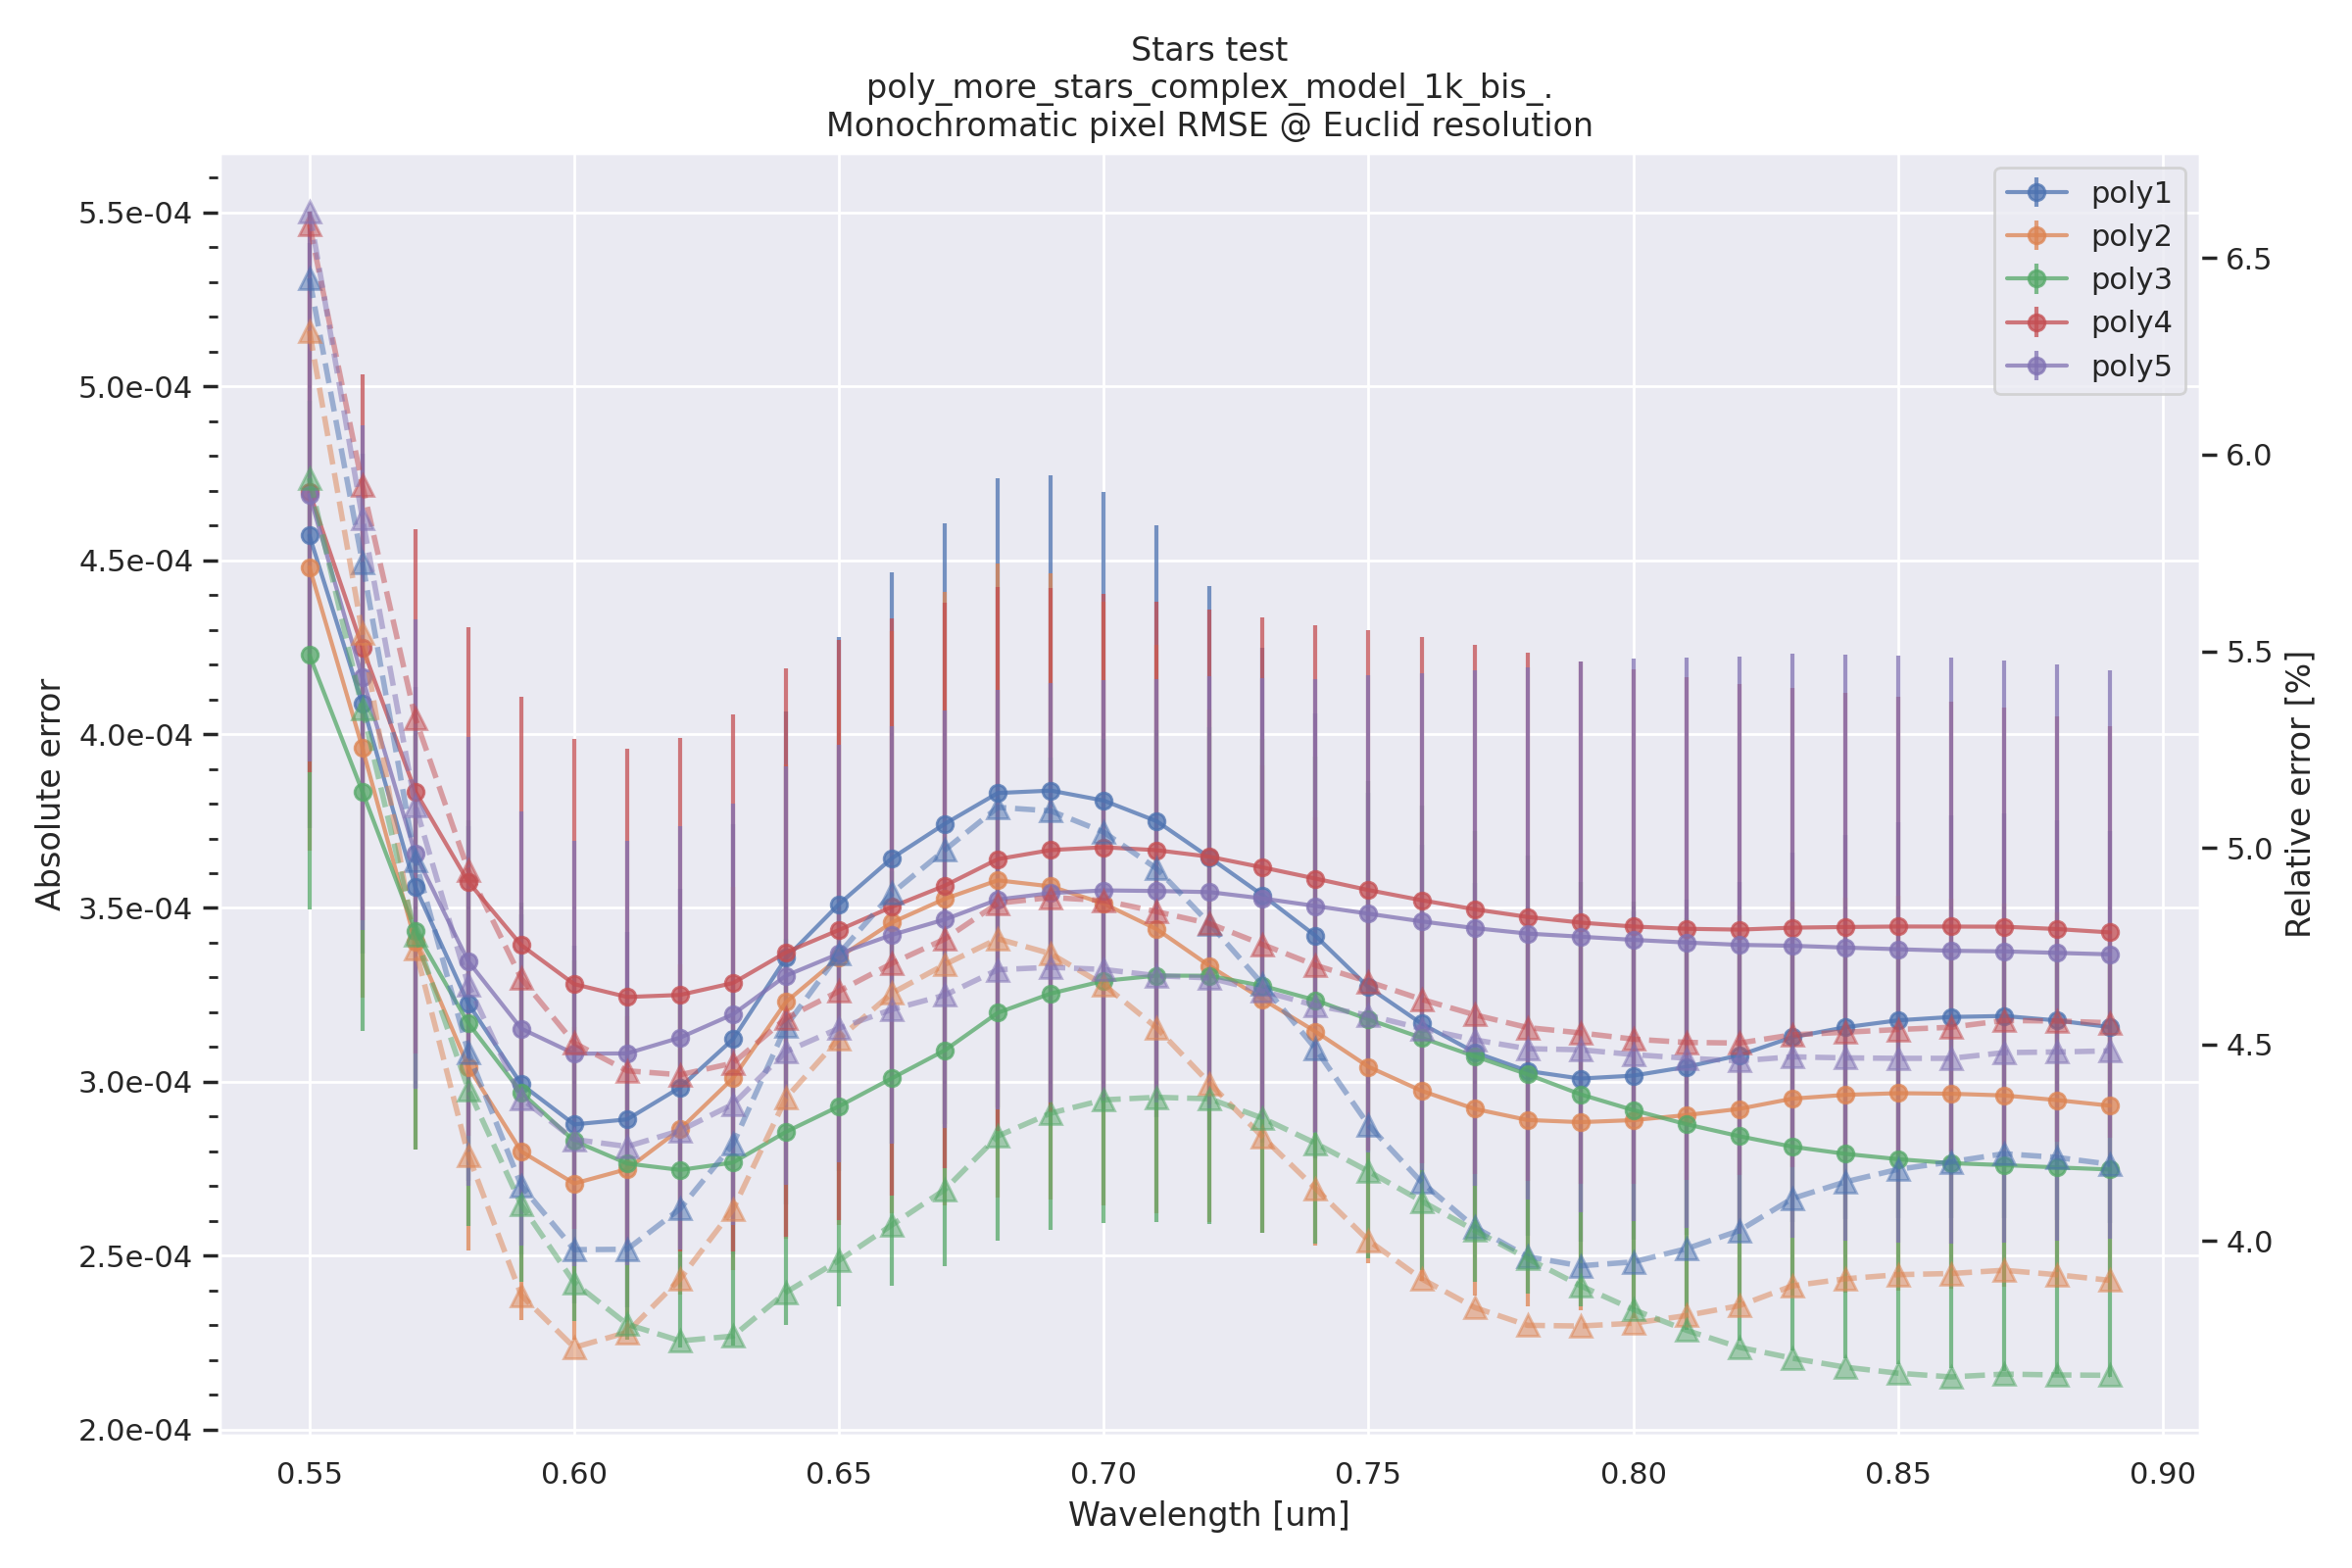 Stars test
poly_more_stars_complex_model_1k_bis_.
Monochromatic pixel RMSE @ Euclid resolution
poly1
poly2
poly3
poly4
poly5
5.5e-04
5.0e-04
4.5e-04
4.0e-04
3.5e-04
3.0e-04
2.5e-04
2.0e-04
Absolute error
6.5
6.0
5.5
5.0
4.5
4.0
Relative error [%]
0.55
0.60
0.65
0.70
0.75
0.80
0.85
0.90
Wavelength [um]